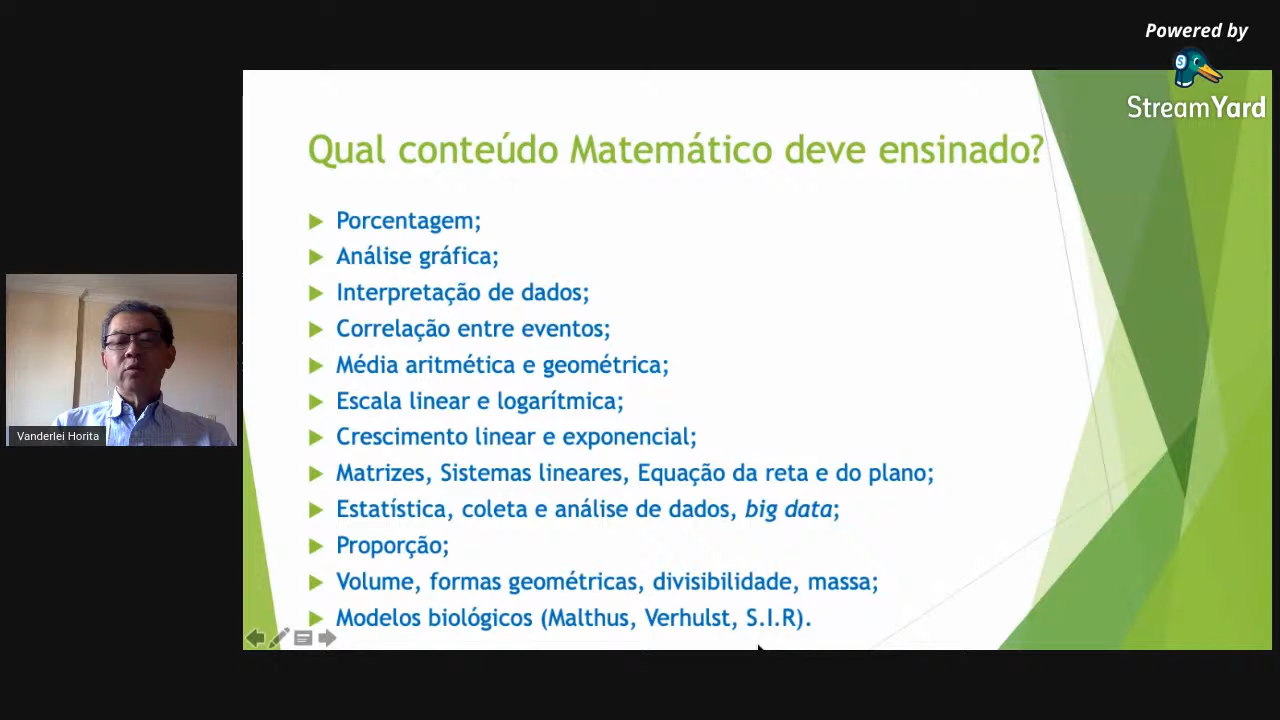 Powered by
StreamYard
Qual conteúdo Matemático deve ensinado?
Porcentagem;
Análise gráfica;
Interpretação de dados;
Correlação entre eventos;
Média aritmética e geométrica;
Escala linear e logarítmica;
Crescimento linear e exponencial;
Matrizes, Sistemas lineares, Equação da reta e do plano;
Estatística, coleta e análise de dados, big data;
Proporção;
Volume, formas geométricas, divisibilidade, massa;
Modelos biológicos (Malthus, Verhulst, S.I.R).
Vanderlei Horita